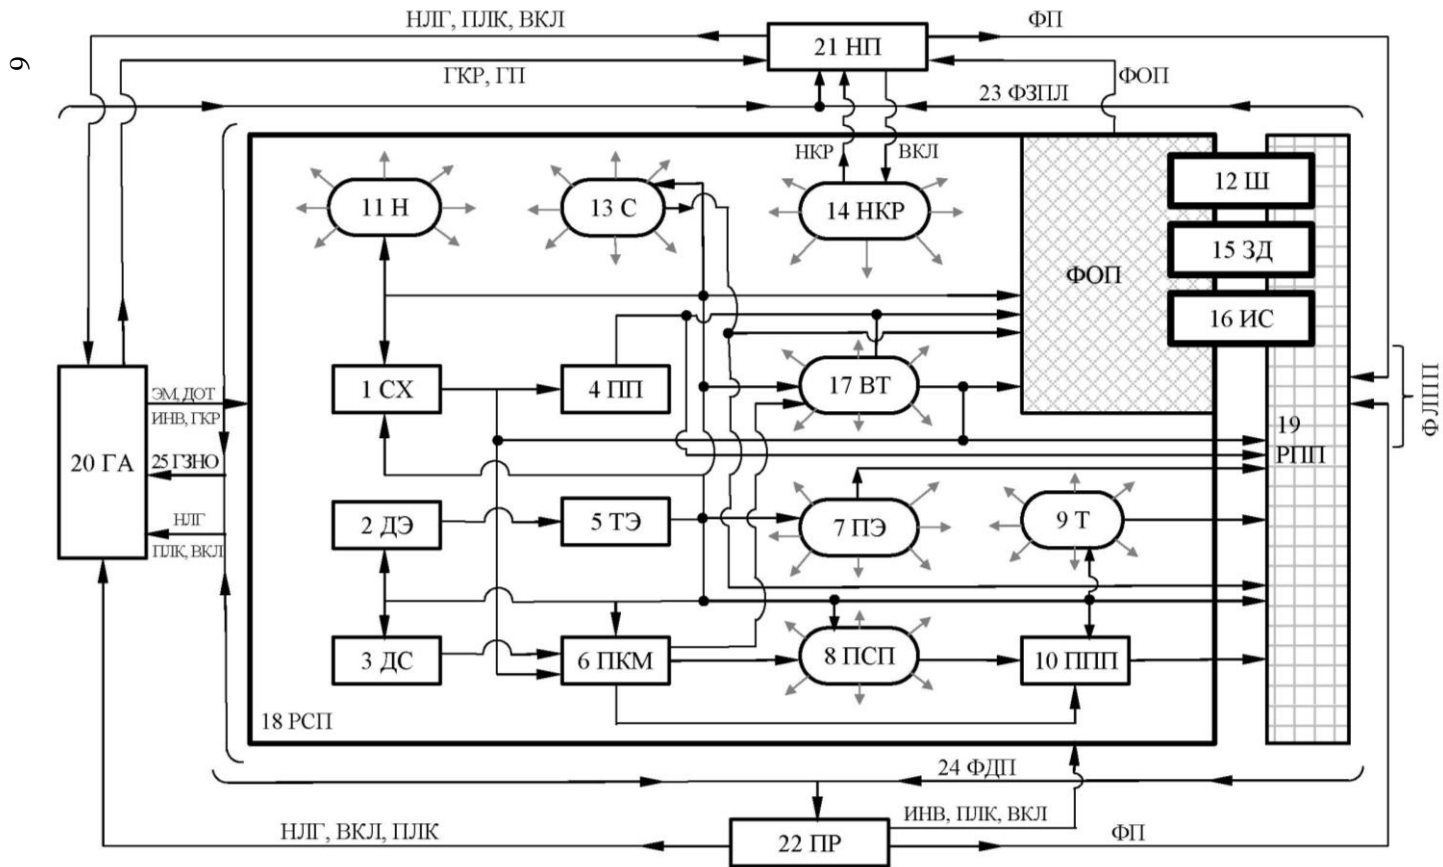 НЛГ, ПЛК, ВКЛ
ФП
21 НП
6
ГКР, ГП
ФОП
23 ФЗПЛ
НКР
ВКЛ
11 Н
13 С
14 НКР
12 Ш
15 ЗД
ФОП
16 ИС
1 СХ
4 ПП
17 ВТ
ЭМ, ДОТ
ИНВ, ГКР
ФЛПП
20 ГА
25 ГЗНО
19
РПП
НЛГ
ПЛК, ВКЛ
2 ДЭ
5 ТЭ
7 ПЭ
9 Т
3 ДС
6 ПКМ
8 ПСП
10 ППП
18 РСП
24 ФДП
ИНВ, ПЛК, ВКЛ
НЛГ, ВКЛ, ПЛК
22 ПР
ФП